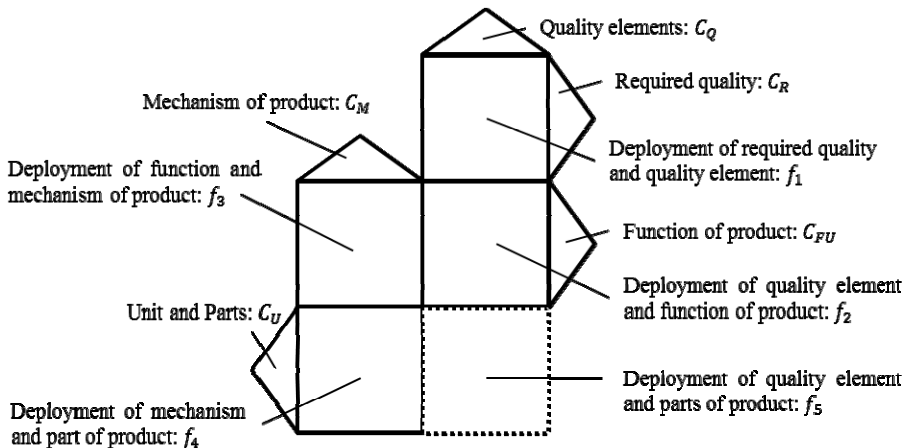 Quality elements: C_Q
Required quality: C_R
Mechanism of product: C_M
Deployment of required quality
and quality element: f_1
Deployment of function and
mechanism of product: f_3
Function of product: C_FU
Deployment of quality element
and function of product: f_2
Unit and Parts: C_U
Deployment of quality element
and parts of product: f_5
Deployment of mechanism
and part of product: f_4